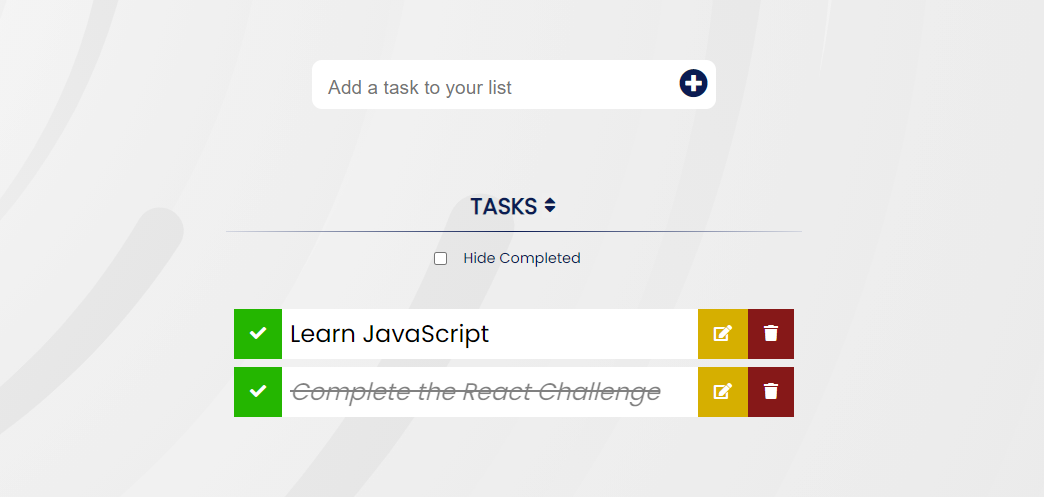 Add a task to your list
TASKS
Hide Completed
Learn JavaScript
Complete the React Challenge